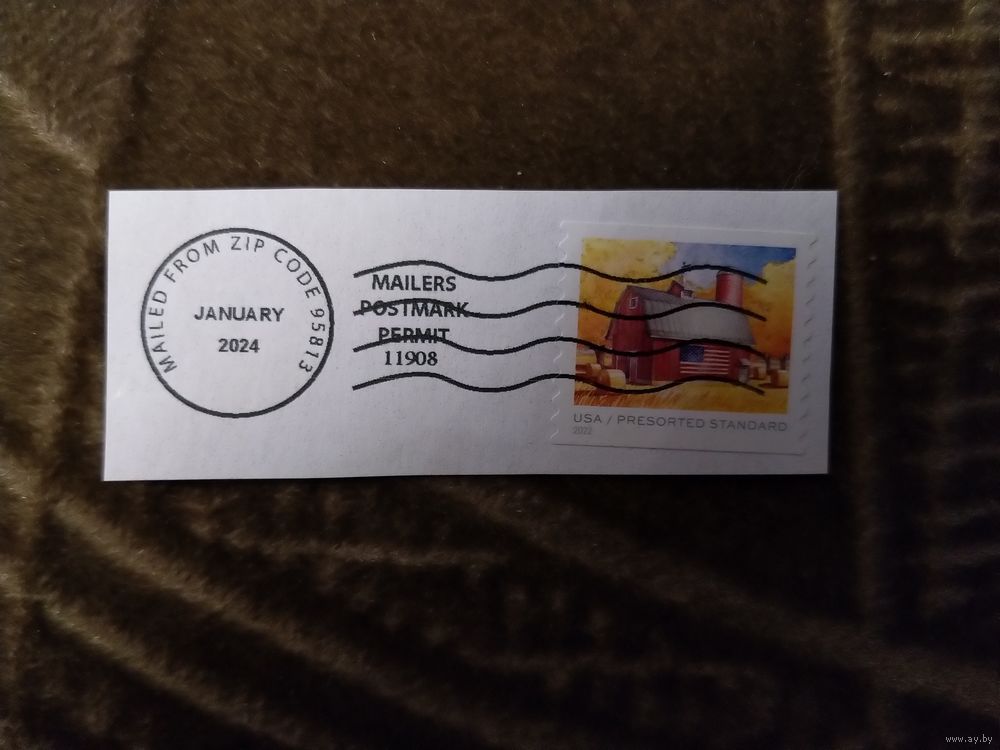 MAILED FROM ZIP CODE 95813
JANUARY
2024
MAILERS
POSTMARK
PERMIT
11908
USA / PRESORTED STANDARD
2022
www.ay.by